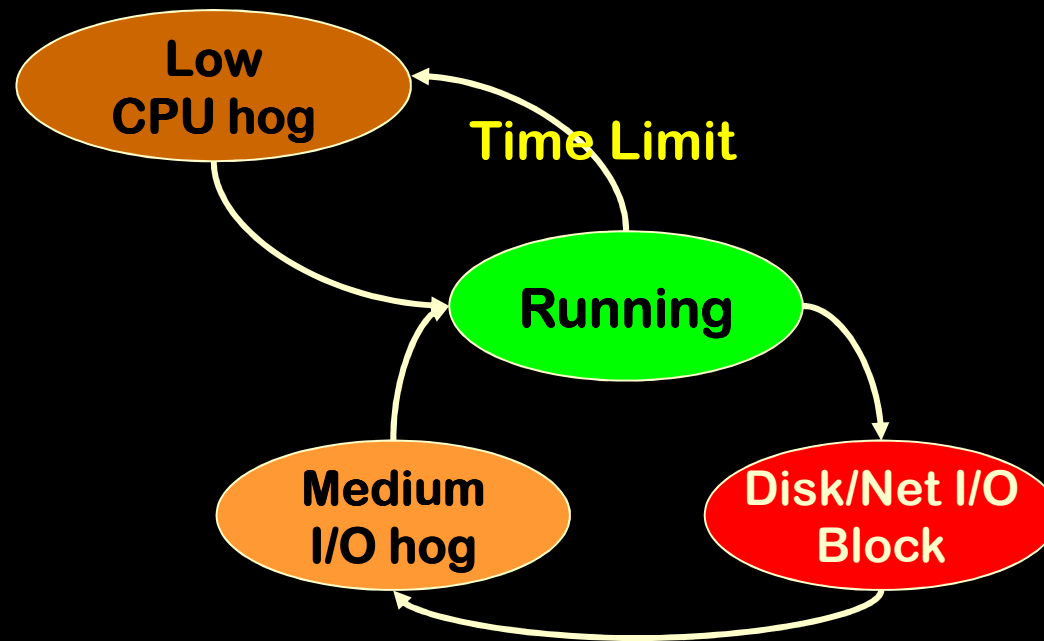 Low
CPU hog
Time Limit
Running
Medium
I/O hog
Disk/Net I/O
Block